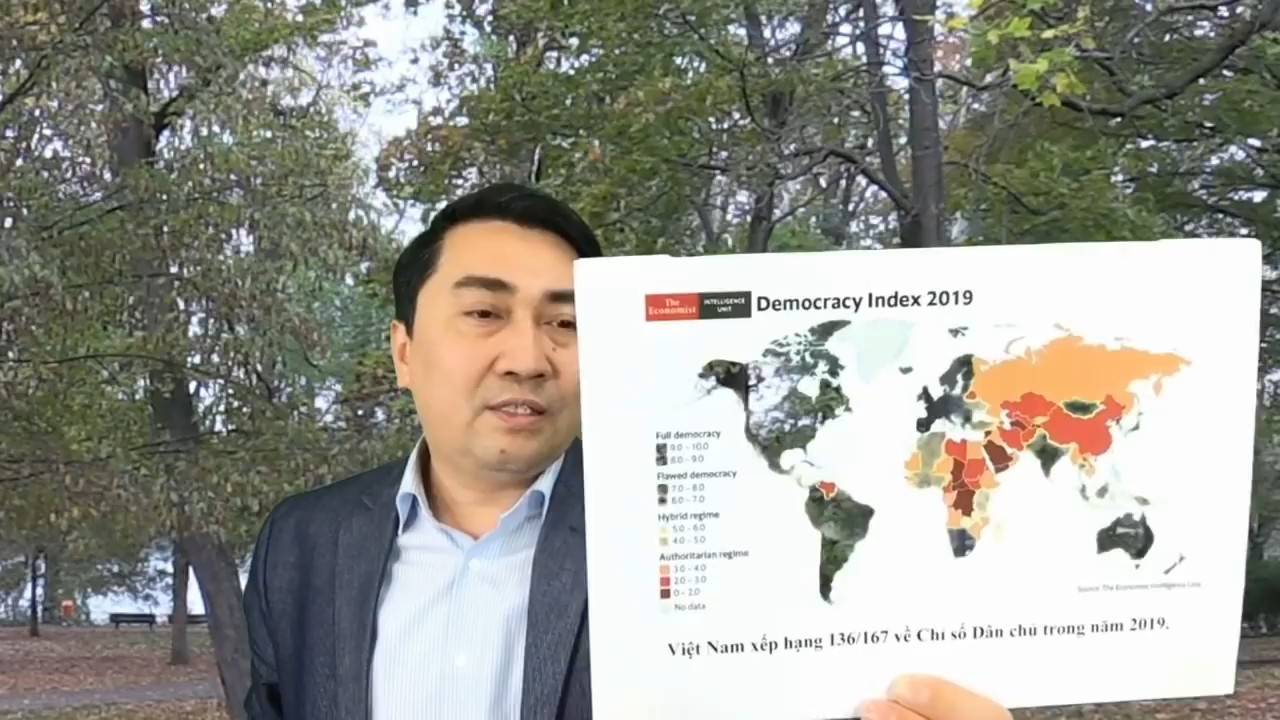 The Economist
INTELLIGENCE UNIT
Democracy Index 2019
Full democracy
9.0 - 10.0
8.0 - 9.0
Flawed democracy
7.0 - 8.0
6.0 - 7.0
Hybrid regime
5.0 - 6.0
4.0 - 5.0
Authoritarian regime
3.0 - 4.0
2.0 - 3.0
0 - 2.0
No data
Source: The Economist Intelligence Unit.
Việt Nam xếp hạng 136/167 về Chỉ số Dân chủ trong năm 2019.